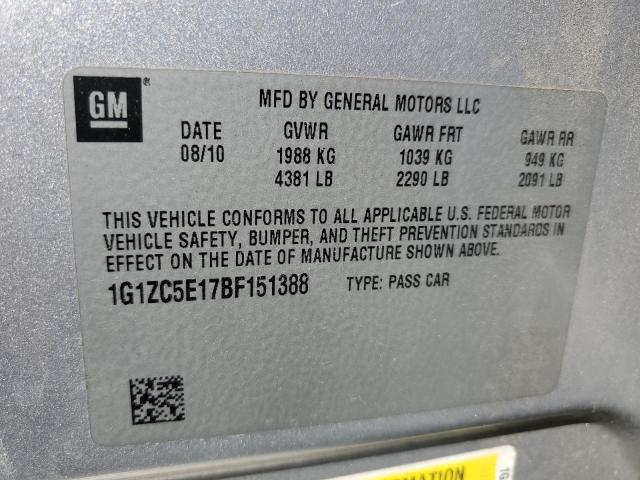 GM®
MFD BY GENERAL MOTORS LLC
DATE GVWR GAWR FRT GAWR RR
08/10 1988 KG 1039 KG 949 KG
4381 LB 2290 LB 2091 LB
THIS VEHICLE CONFORMS TO ALL APPLICABLE U.S. FEDERAL MOTOR
VEHICLE SAFETY, BUMPER, AND THEFT PREVENTION STANDARDS IN
EFFECT ON THE DATE OF MANUFACTURE SHOWN ABOVE.
1G1ZC5E17BF151388 TYPE: PASS CAR